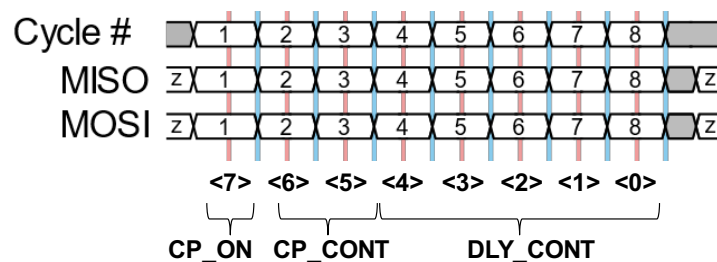 Cycle # 1 2 3 4 5 6 7 8
MISO z 1 2 3 4 5 6 7 8 z
MOSI z 1 2 3 4 5 6 7 8 z
<7> <6> <5> <4> <3> <2> <1> <0>
CP_ON CP_CONT DLY_CONT